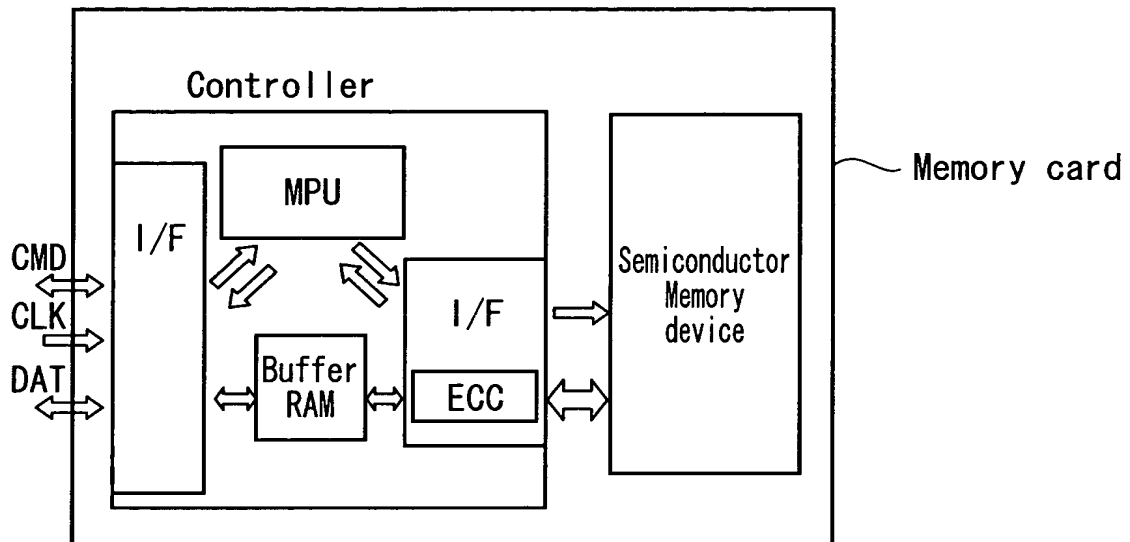 Controller
Memory card
MPU
I/F
CMD
CLK
DAT
I/F
Buffer
RAM
ECC
Semiconductor
Memory
device